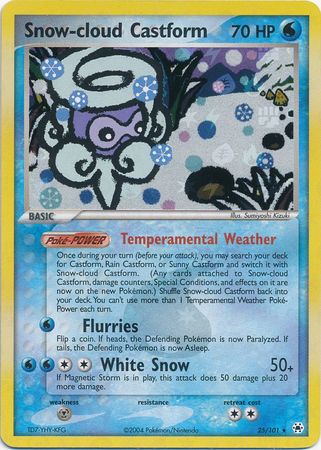 Snow-cloud Castform 70 HP
BASIC
Illus. Sumiyoshi Kizuki
Poké-POWER Temperamental Weather
Once during your turn (before your attack), you may search your deck
for Castform, Rain Castform, or Sunny Castform and switch it with
Snow-cloud Castform. (Any cards attached to Snow-cloud
Castform, damage counters, Special Conditions, and effects on it are
now on the new Pokémon.) Shuffle Snow-cloud Castform back into
your deck. You can't use more than 1 Temperamental Weather Poké-
Power each turn.
Flurries
Flip a coin. If heads, the Defending Pokémon is now Paralyzed. If
tails, the Defending Pokémon is now Asleep.
White Snow 50+
If Magnetic Storm is in play, this attack does 50 damage plus 20
more damage.
weakness resistance retreat cost
TD7-YHY-KFG ©2004 Pokémon/Nintendo 25/101 ★